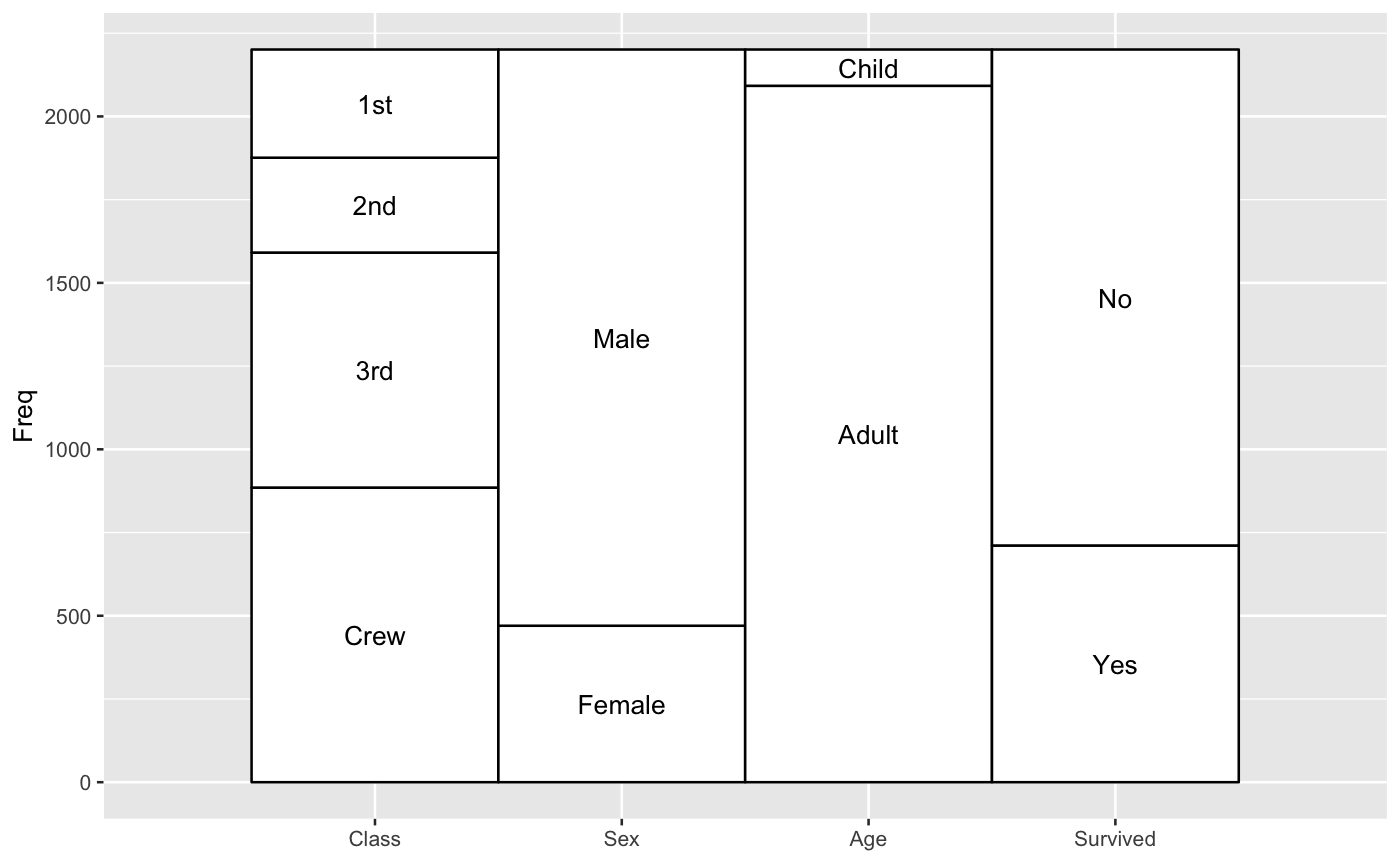 Freq
2000
1500
1000
500
0
1st
2nd
3rd
Crew
Male
Female
Child
Adult
No
Yes
Class
Sex
Age
Survived